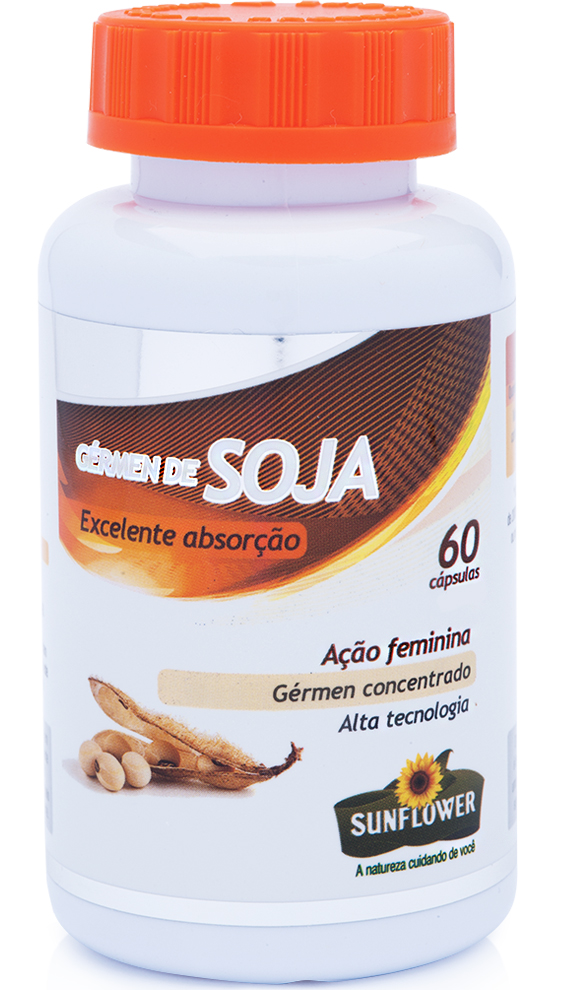 GÉRMEN DE SOJA
Excelente absorção
60
cápsulas
Ação feminina
Gérmen concentrado
Alta tecnologia
SUNFLOWER
A natureza cuidando de você